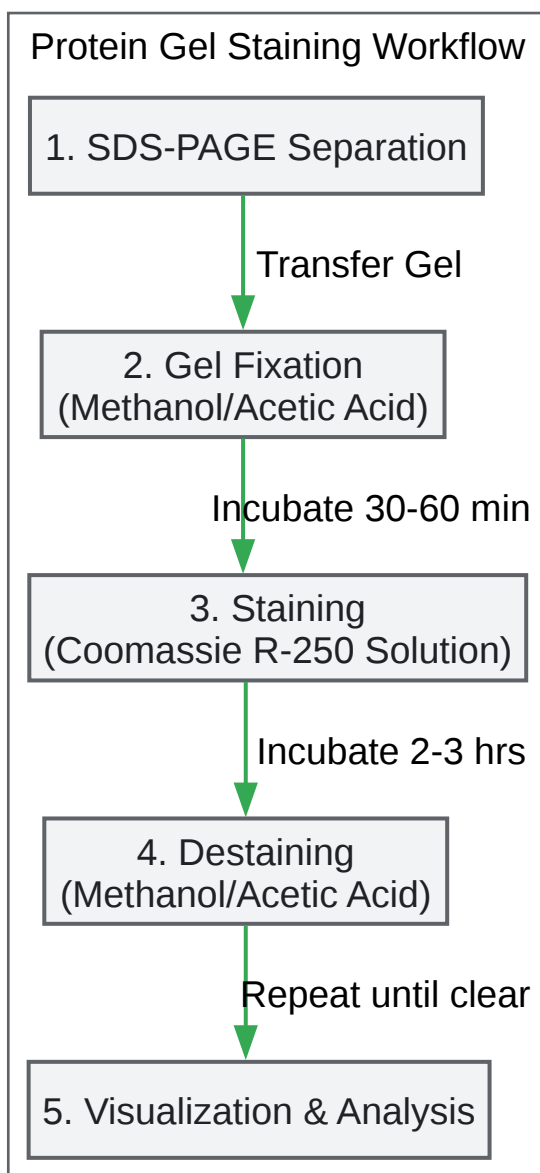 Protein Gel Staining Workflow
1. SDS-PAGE Separation
Transfer Gel
2. Gel Fixation
(Methanol/Acetic Acid)
Incubate 30-60 min
3. Staining
(Coomassie R-250 Solution)
Incubate 2-3 hrs
4. Destaining
(Methanol/Acetic Acid)
Repeat until clear
5. Visualization & Analysis